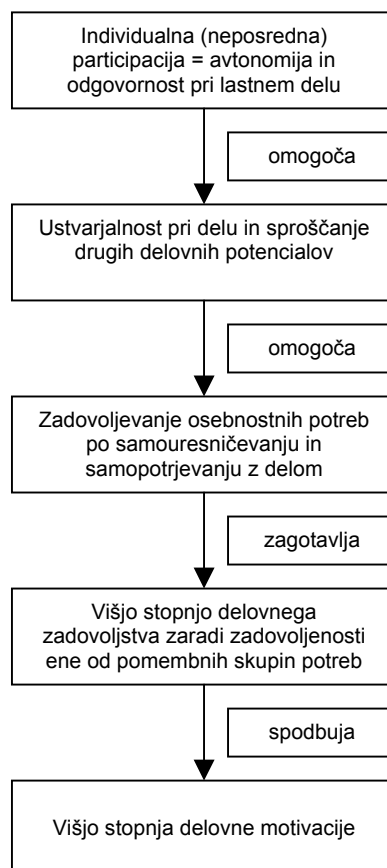 Individualna (neposredna)
participacija = avtonomija in
odgovornost pri lastnem delu
omogoča
Ustvarjalnost pri delu in sproščanje
drugih delovnih potencialov
omogoča
Zadovoljevanje osebnostnih potreb
po samouresničevanju in
samopotrjevanju z delom
zagotavlja
Višjo stopnjo delovnega
zadovoljstva zaradi zadovoljenosti
ene od pomembnih skupin potreb
spodbuja
Višjo stopnja delovne motivacije